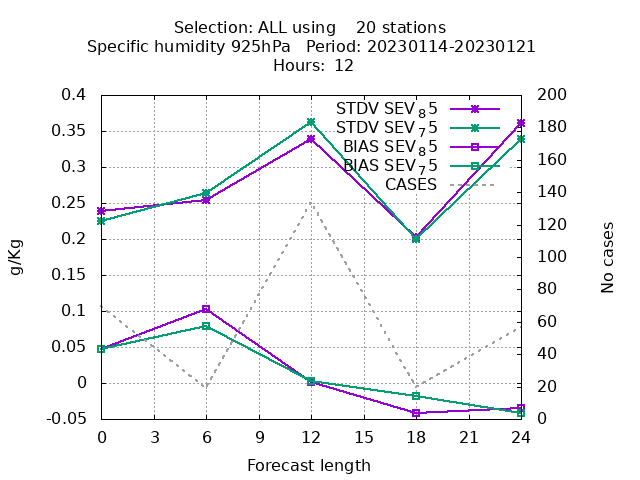 Selection: ALL using    20 stations
Specific humidity 925hPa   Period: 20230114-20230121
Hours: 12
0.4
0.35
0.3
0.25
0.2
0.15
0.1
0.05
0
-0.05
200
180
160
140
120
100
80
60
40
20
0
STDV SEV₈5
STDV SEV₇5
BIAS SEV₈5
BIAS SEV₇5
CASES
g/Kg
No cases
0 3 6 9 12 15 18 21 24
Forecast length